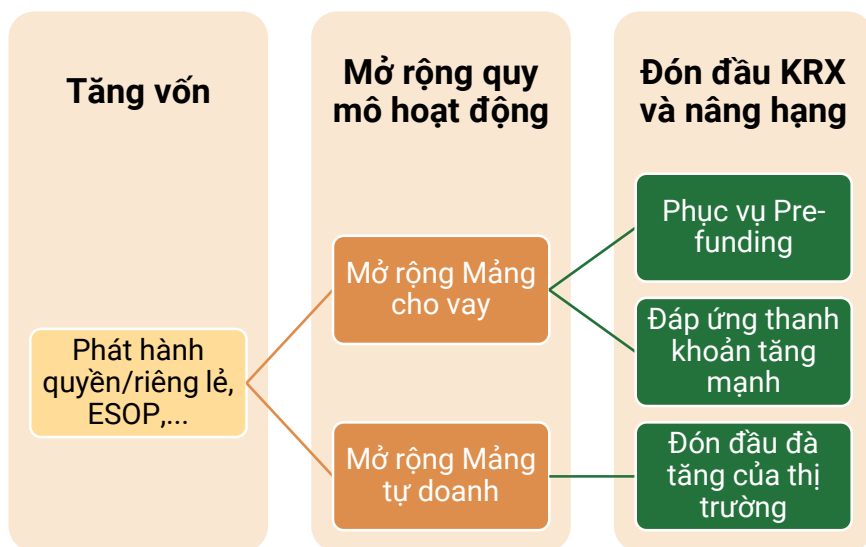 Tăng vốn
Mở rộng quy
mô hoạt động
Đón đầu KRX
và nâng hạng
Phát hành
quyền/riêng lẻ,
ESOP,...
Mở rộng Mảng
cho vay
Mở rộng Mảng
tự doanh
Phục vụ Pre-
funding
Đáp ứng thanh
khoản tăng
mạnh
Đón đầu đà
tăng của thị
trường